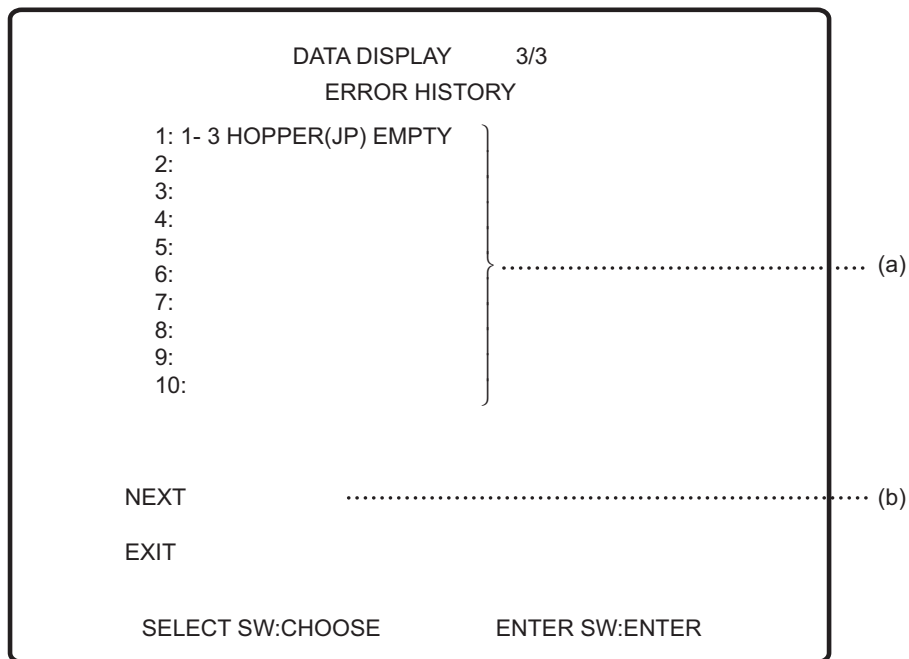 DATA DISPLAY 3/3
ERROR HISTORY
1: 1- 3 HOPPER(JP) EMPTY
2:
3:
4:
5:
6:
7:
8:
9:
10:
(a)
NEXT (b)
EXIT
SELECT SW:CHOOSE ENTER SW:ENTER